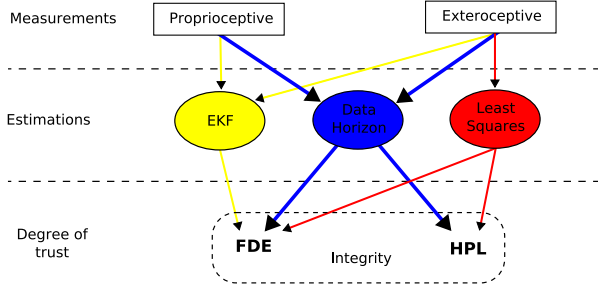 Measurements
Proprioceptive
Exteroceptive
Estimations
EKF
Data
Horizon
Least
Squares
Degree of
trust
FDE
Integrity
HPL